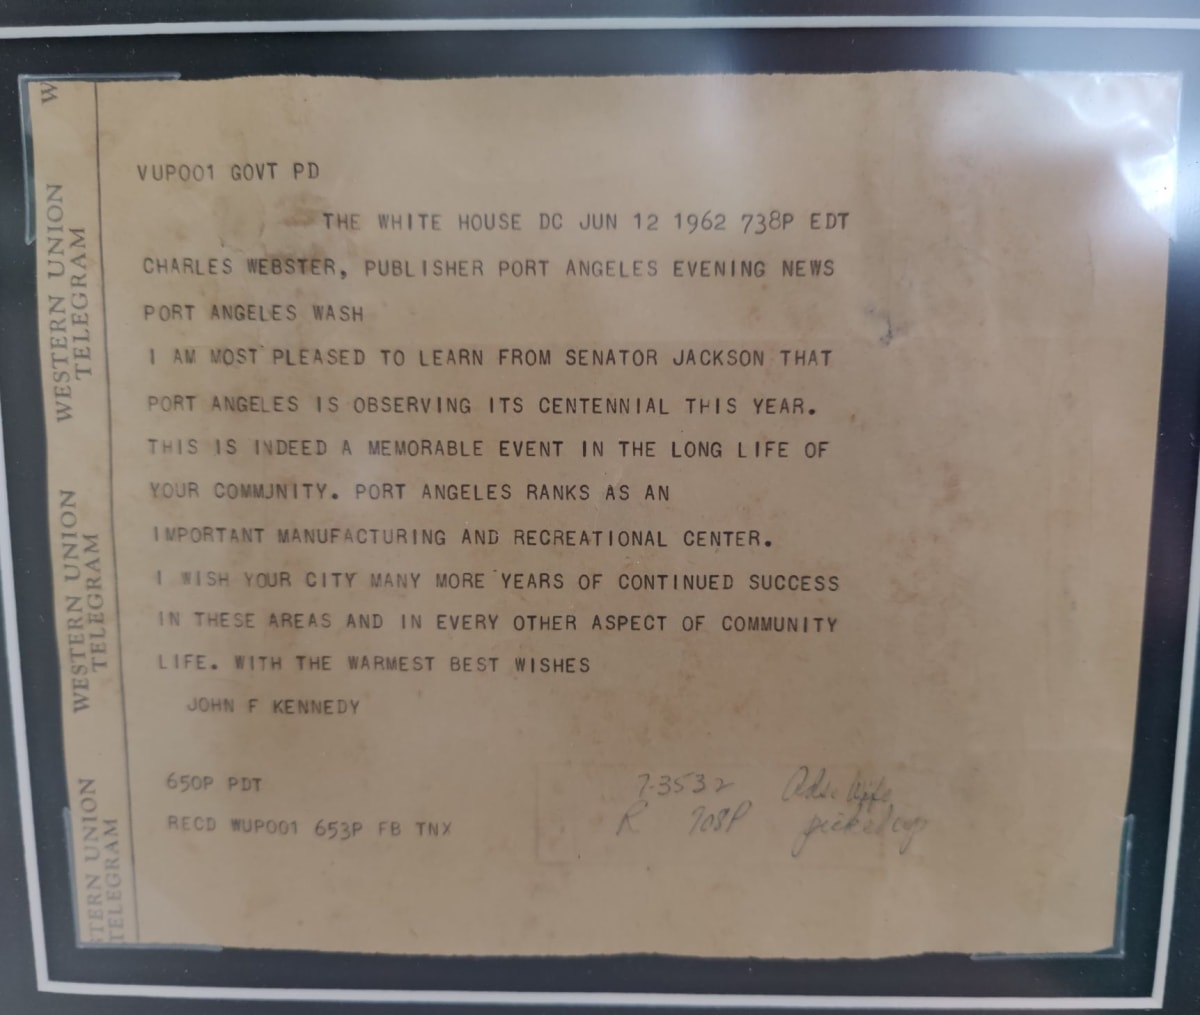 VUP001 GOVT PD
THE WHITE HOUSE DC JUN 12 1962 738P EDT
CHARLES WEBSTER, PUBLISHER PORT ANGELES EVENING NEWS
PORT ANGELES WASH
I AM MOST PLEASED TO LEARN FROM SENATOR JACKSON THAT
PORT ANGELES IS OBSERVING ITS CENTENNIAL THIS YEAR.
THIS IS INDEED A MEMORABLE EVENT IN THE LONG LIFE OF
YOUR COMMUNITY. PORT ANGELES RANKS AS AN
IMPORTANT MANUFACTURING AND RECREATIONAL CENTER.
I WISH YOUR CITY MANY MORE YEARS OF CONTINUED SUCCESS
IN THESE AREAS AND IN EVERY OTHER ASPECT OF COMMUNITY
LIFE. WITH THE WARMEST BEST WISHES
JOHN F KENNEDY
650P PDT
RECD WUP001 653P FB TNX
7-3532 wife
R 708P picked up
W
WESTERN UNION
TELEGRAM
WESTERN UNION
TELEGRAM
STERN UNION
TELEGRAM